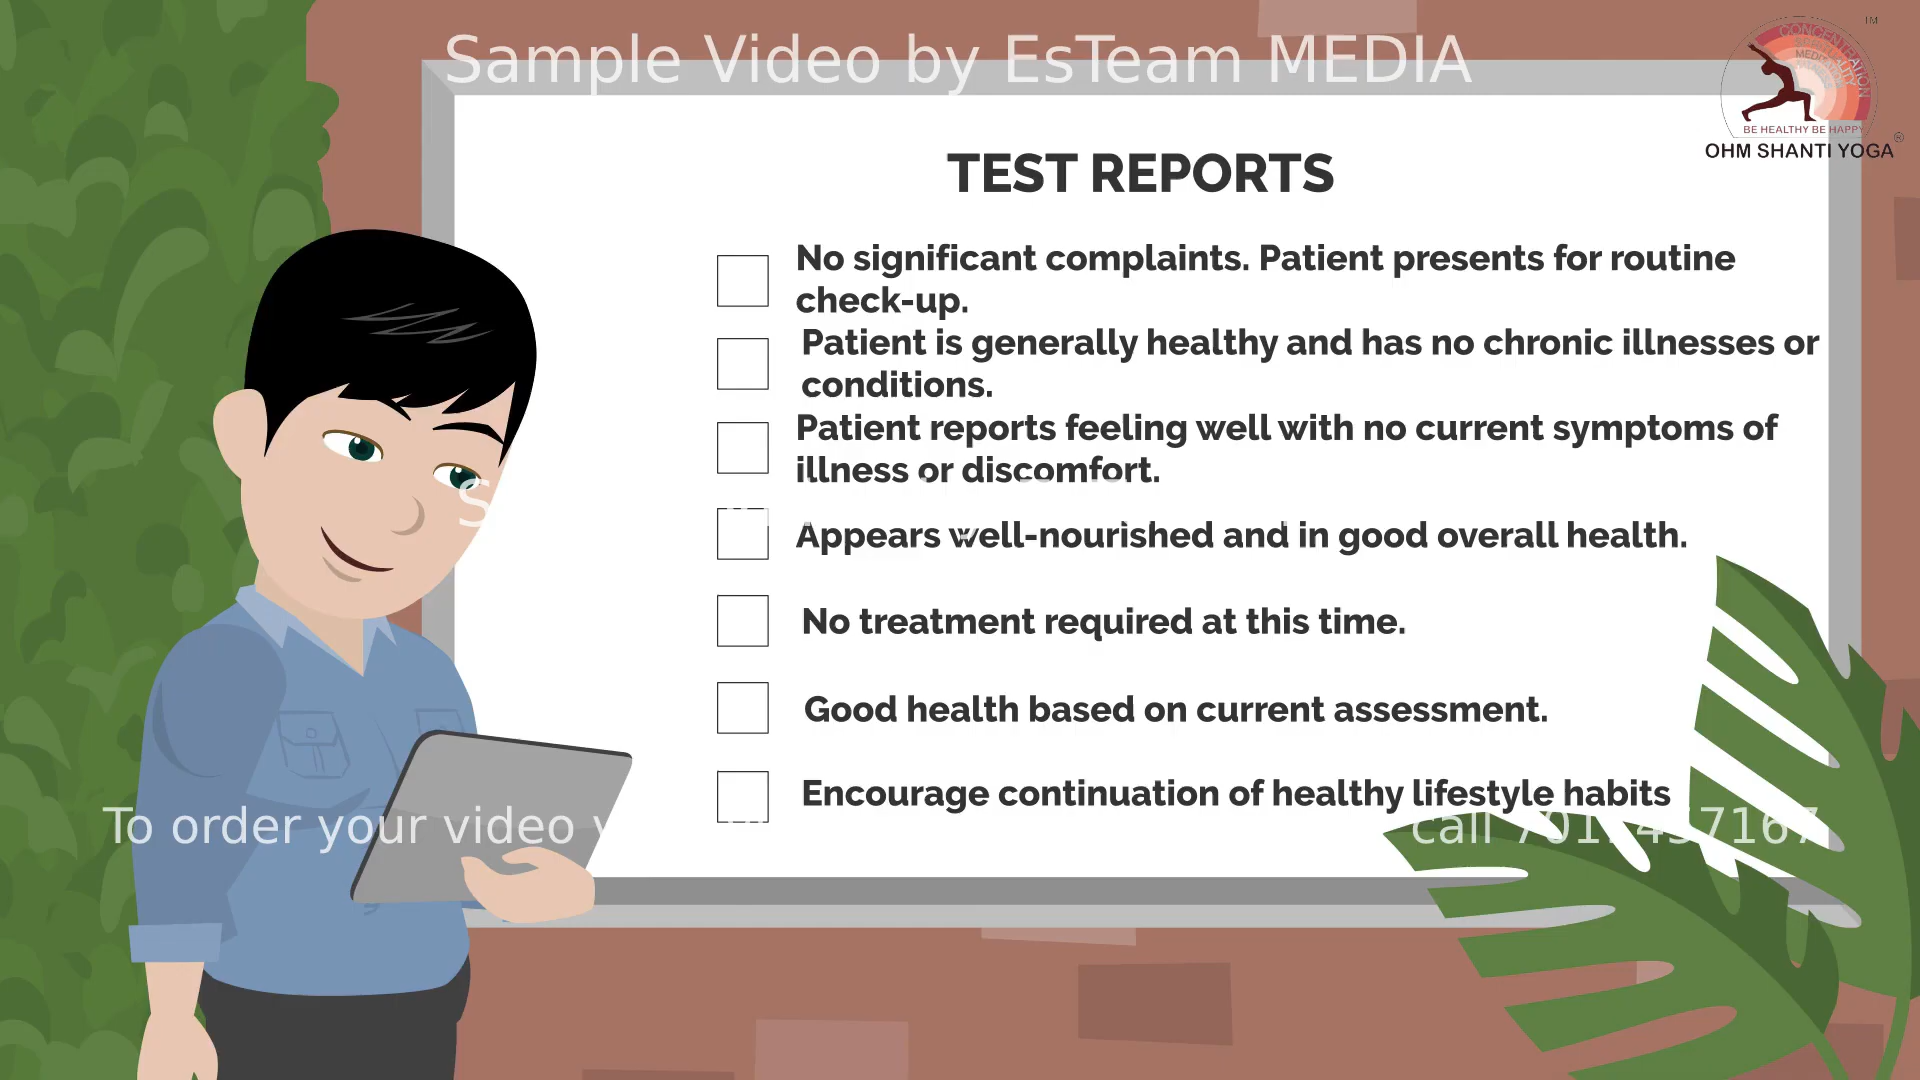 Sample Video by EsTeam MEDIA
TM
CONCENTRATION
BE HEALTHY BE HAPPY
®
OHM SHANTI YOGA
TEST REPORTS
No significant complaints. Patient presents for routine
check-up.
Patient is generally healthy and has no chronic illnesses or
conditions.
Patient reports feeling well with no current symptoms of
illness or discomfort.
Appears well-nourished and in good overall health.
No treatment required at this time.
Good health based on current assessment.
Encourage continuation of healthy lifestyle habits
To order your video
call